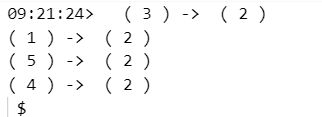 09:21:24>   ( 3 ) ->  ( 2 )
( 1 ) ->  ( 2 )
( 5 ) ->  ( 2 )
( 4 ) ->  ( 2 )
$